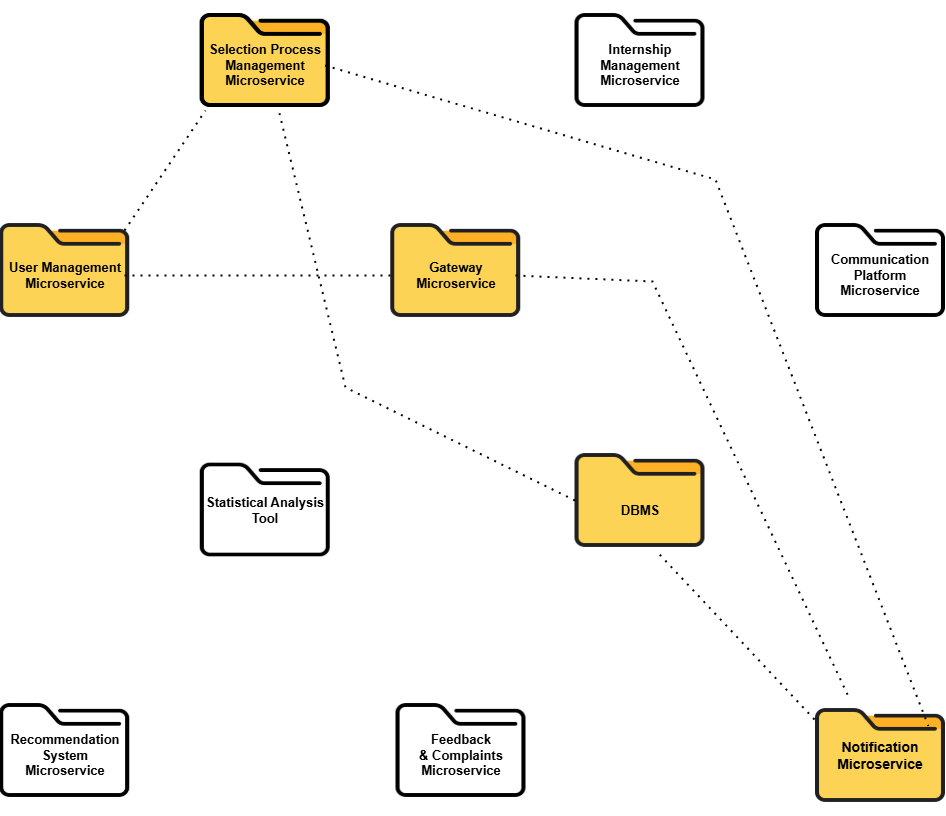 Selection Process
Management
Microservice
Internship
Management
Microservice
User Management
Microservice
Gateway
Microservice
Communication
Platform
Microservice
Statistical Analysis
Tool
DBMS
Recommendation
System
Microservice
Feedback
& Complaints
Microservice
Notification
Microservice